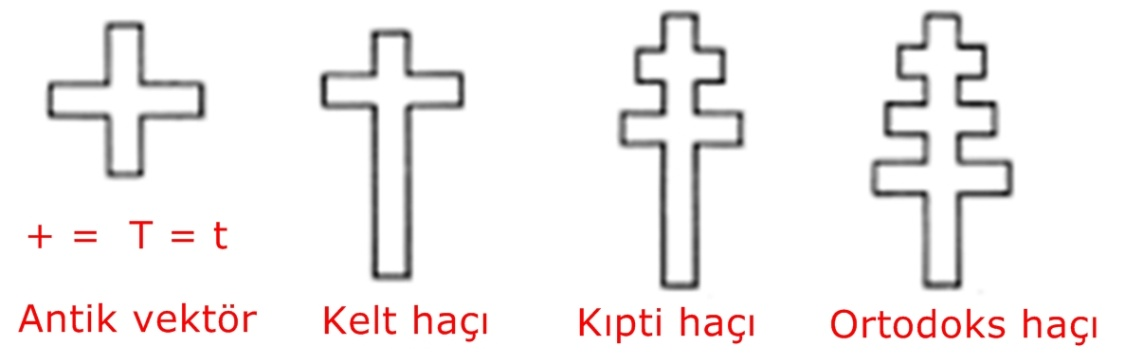 + = T = t
Antik vektör
Kelt haçı
Kıpti haçı
Ortodoks haçı